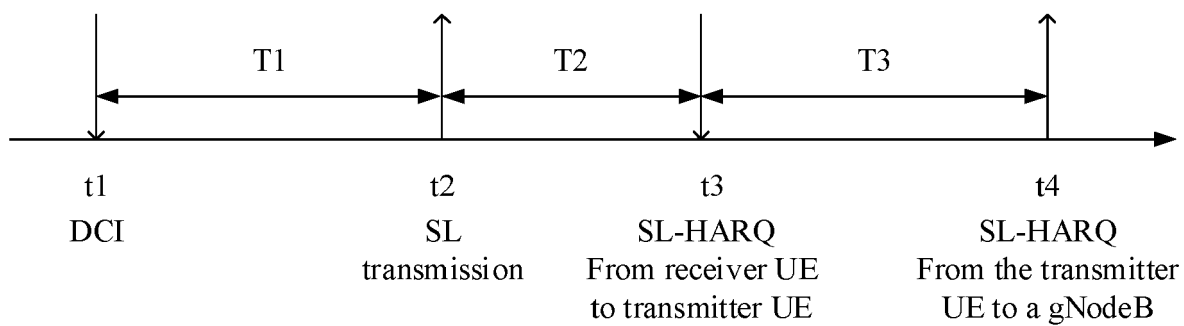 T1 T2 T3
t1 t2 t3 t4
DCI SL SL-HARQ SL-HARQ
transmission From receiver UE From the transmitter
to transmitter UE UE to a gNodeB